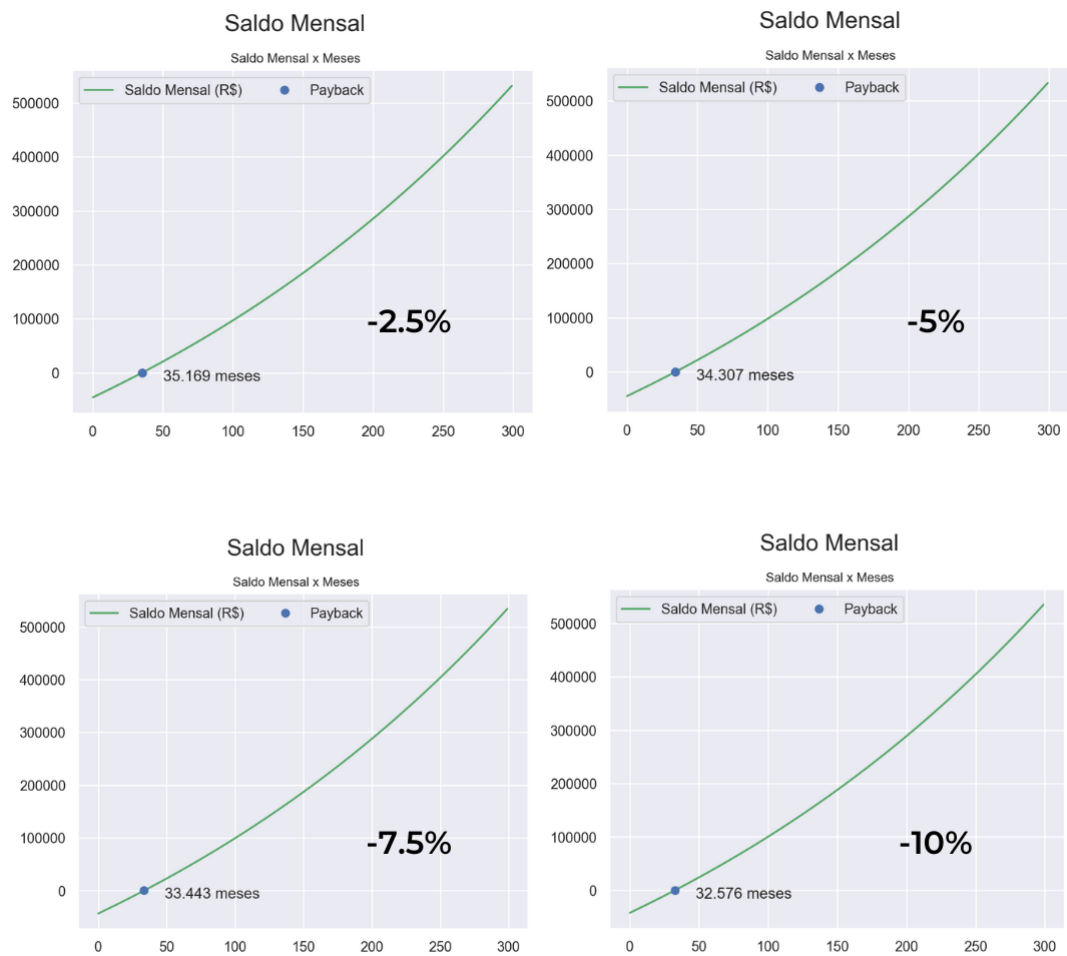 Saldo Mensal
Saldo Mensal x Meses
Saldo Mensal (R$) Payback
500000
400000
300000
200000
100000
0
-2.5%
35.169 meses
0 50 100 150 200 250 300
Saldo Mensal
Saldo Mensal x Meses
Saldo Mensal (R$) Payback
500000
400000
300000
200000
100000
0
-5%
34.307 meses
0 50 100 150 200 250 300
Saldo Mensal
Saldo Mensal x Meses
Saldo Mensal (R$) Payback
500000
400000
300000
200000
100000
0
-7.5%
33.443 meses
0 50 100 150 200 250 300
Saldo Mensal
Saldo Mensal x Meses
Saldo Mensal (R$) Payback
500000
400000
300000
200000
100000
0
-10%
32.576 meses
0 50 100 150 200 250 300